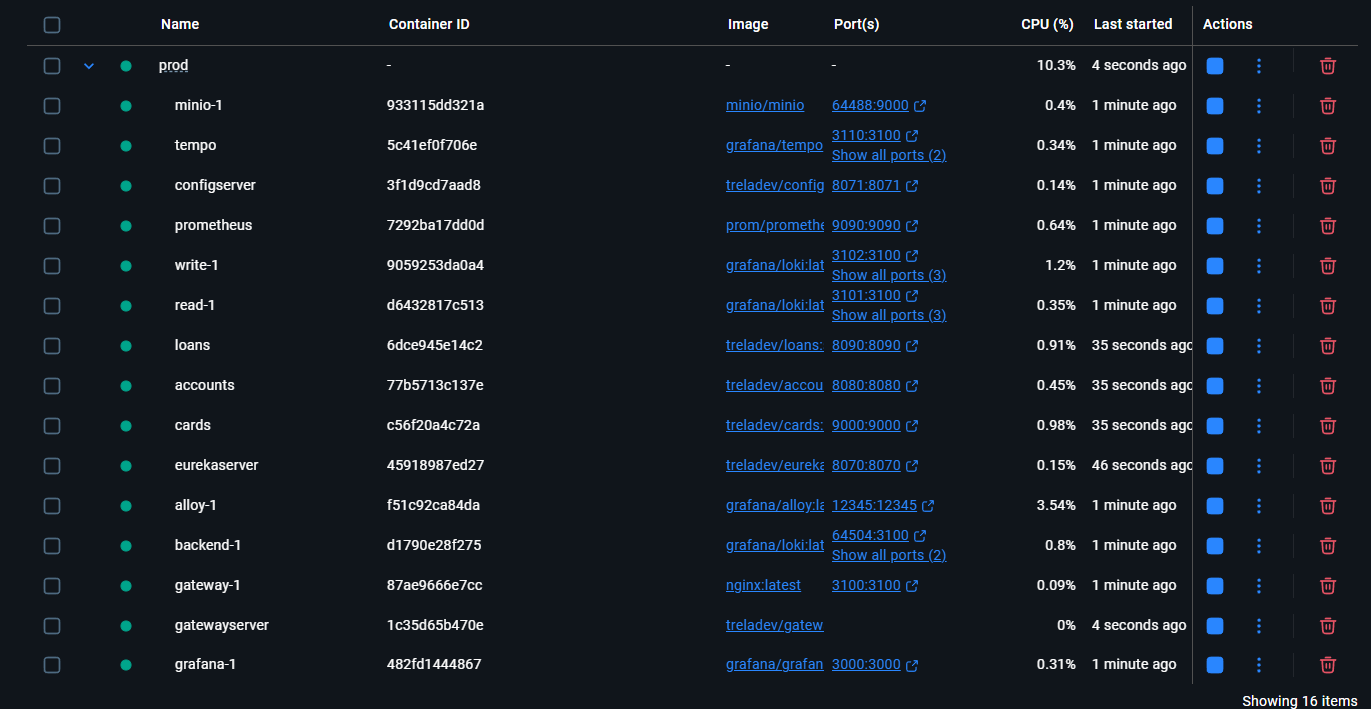 Name Container ID Image Port(s) CPU (%) Last started Actions
prod - - - 10.3% 4 seconds ago
minio-1 933115dd321a minio/minio 64488:9000 0.4% 1 minute ago
tempo 5c41ef0f706e grafana/tempo 3110:3100 0.34% 1 minute ago
Show all ports (2)
configserver 3f1d9cd7aad8 treladev/config 8071:8071 0.14% 1 minute ago
prometheus 7292ba17dd0d prom/promethe 9090:9090 0.64% 1 minute ago
write-1 9059253da0a4 grafana/loki:lat 3102:3100 1.2% 1 minute ago
Show all ports (3)
read-1 d6432817c513 grafana/loki:lat 3101:3100 0.35% 1 minute ago
Show all ports (3)
loans 6dce945e14c2 treladev/loans: 8090:8090 0.91% 35 seconds ago
accounts 77b5713c137e treladev/accou 8080:8080 0.45% 35 seconds ago
cards c56f20a4c72a treladev/cards: 9000:9000 0.98% 35 seconds ago
eurekaserver 45918987ed27 treladev/eureka 8070:8070 0.15% 46 seconds ago
alloy-1 f51c92ca84da grafana/alloy:la 12345:12345 3.54% 1 minute ago
backend-1 d1790e28f275 grafana/loki:lat 64504:3100 0.8% 1 minute ago
Show all ports (2)
gateway-1 87ae9666e7cc nginx:latest 3100:3100 0.09% 1 minute ago
gatewayserver 1c35d65b470e treladev/gatew 0% 4 seconds ago
grafana-1 482fd1444867 grafana/grafan 3000:3000 0.31% 1 minute ago
Showing 16 items